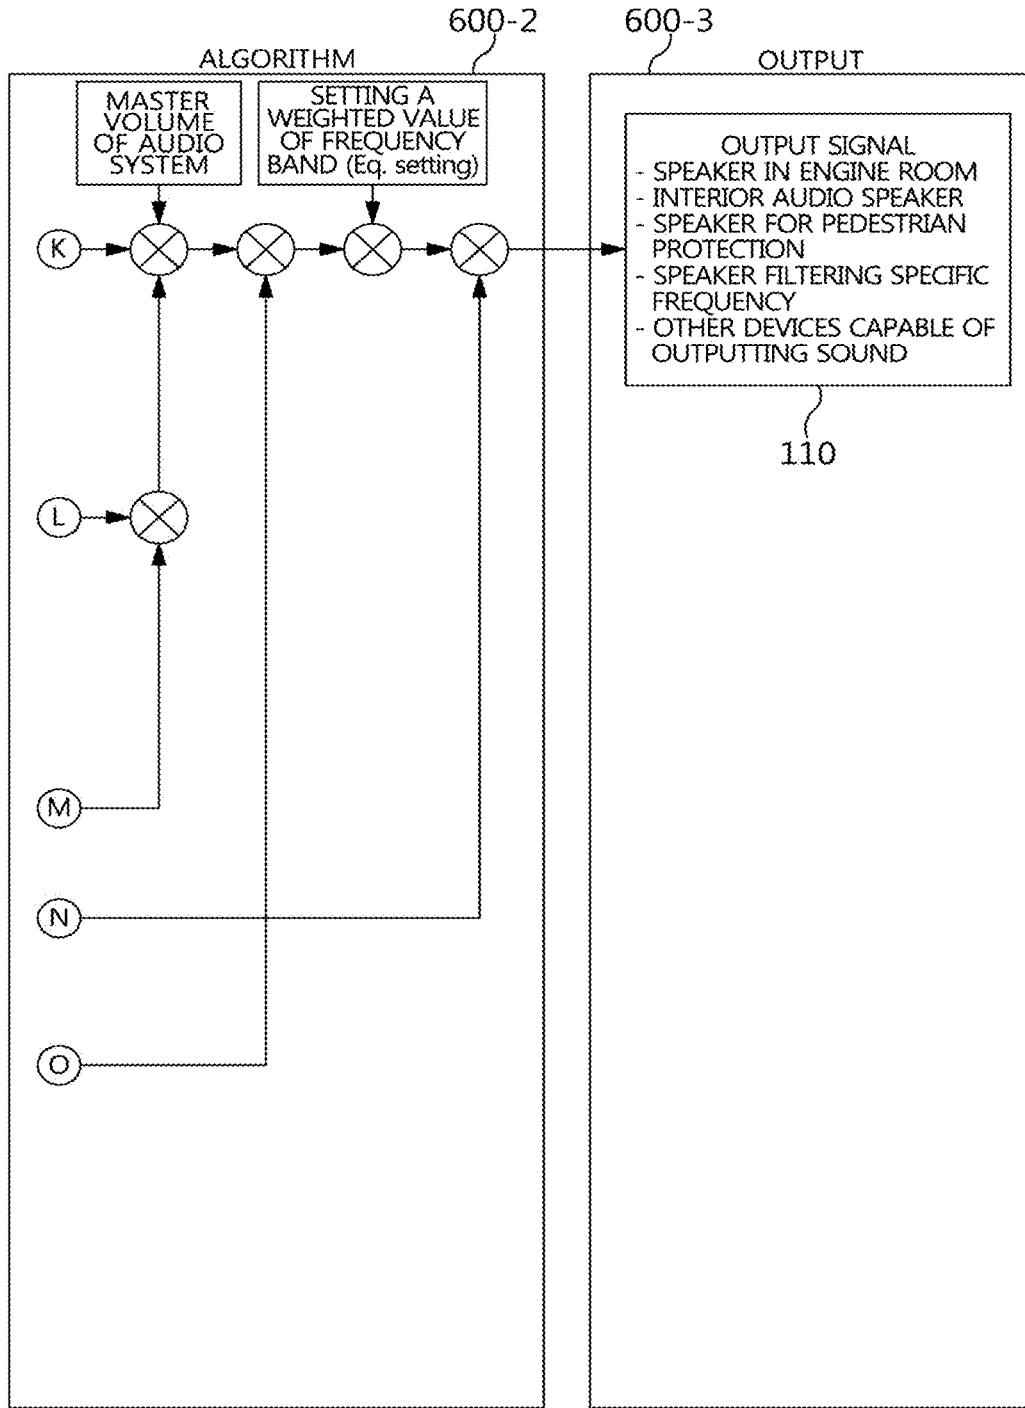 600-2
600-3
ALGORITHM
OUTPUT
MASTER
VOLUME
OF AUDIO
SYSTEM
SETTING A
WEIGHTED VALUE
OF FREQUENCY
BAND (Eq. setting)
OUTPUT SIGNAL
- SPEAKER IN ENGINE ROOM
- INTERIOR AUDIO SPEAKER
- SPEAKER FOR PEDESTRIAN
PROTECTION
- SPEAKER FILTERING SPECIFIC
FREQUENCY
- OTHER DEVICES CAPABLE OF
OUTPUTTING SOUND
110
K
L
M
N
O